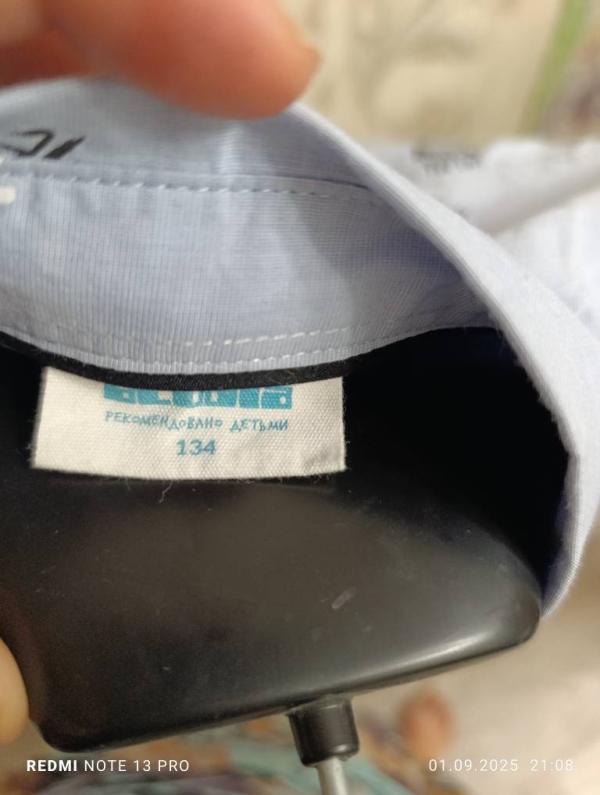 РЕКОМЕНДОВАНО ДЕТЬМИ
134
REDMI NOTE 13 PRO
01.09.2025 21:08